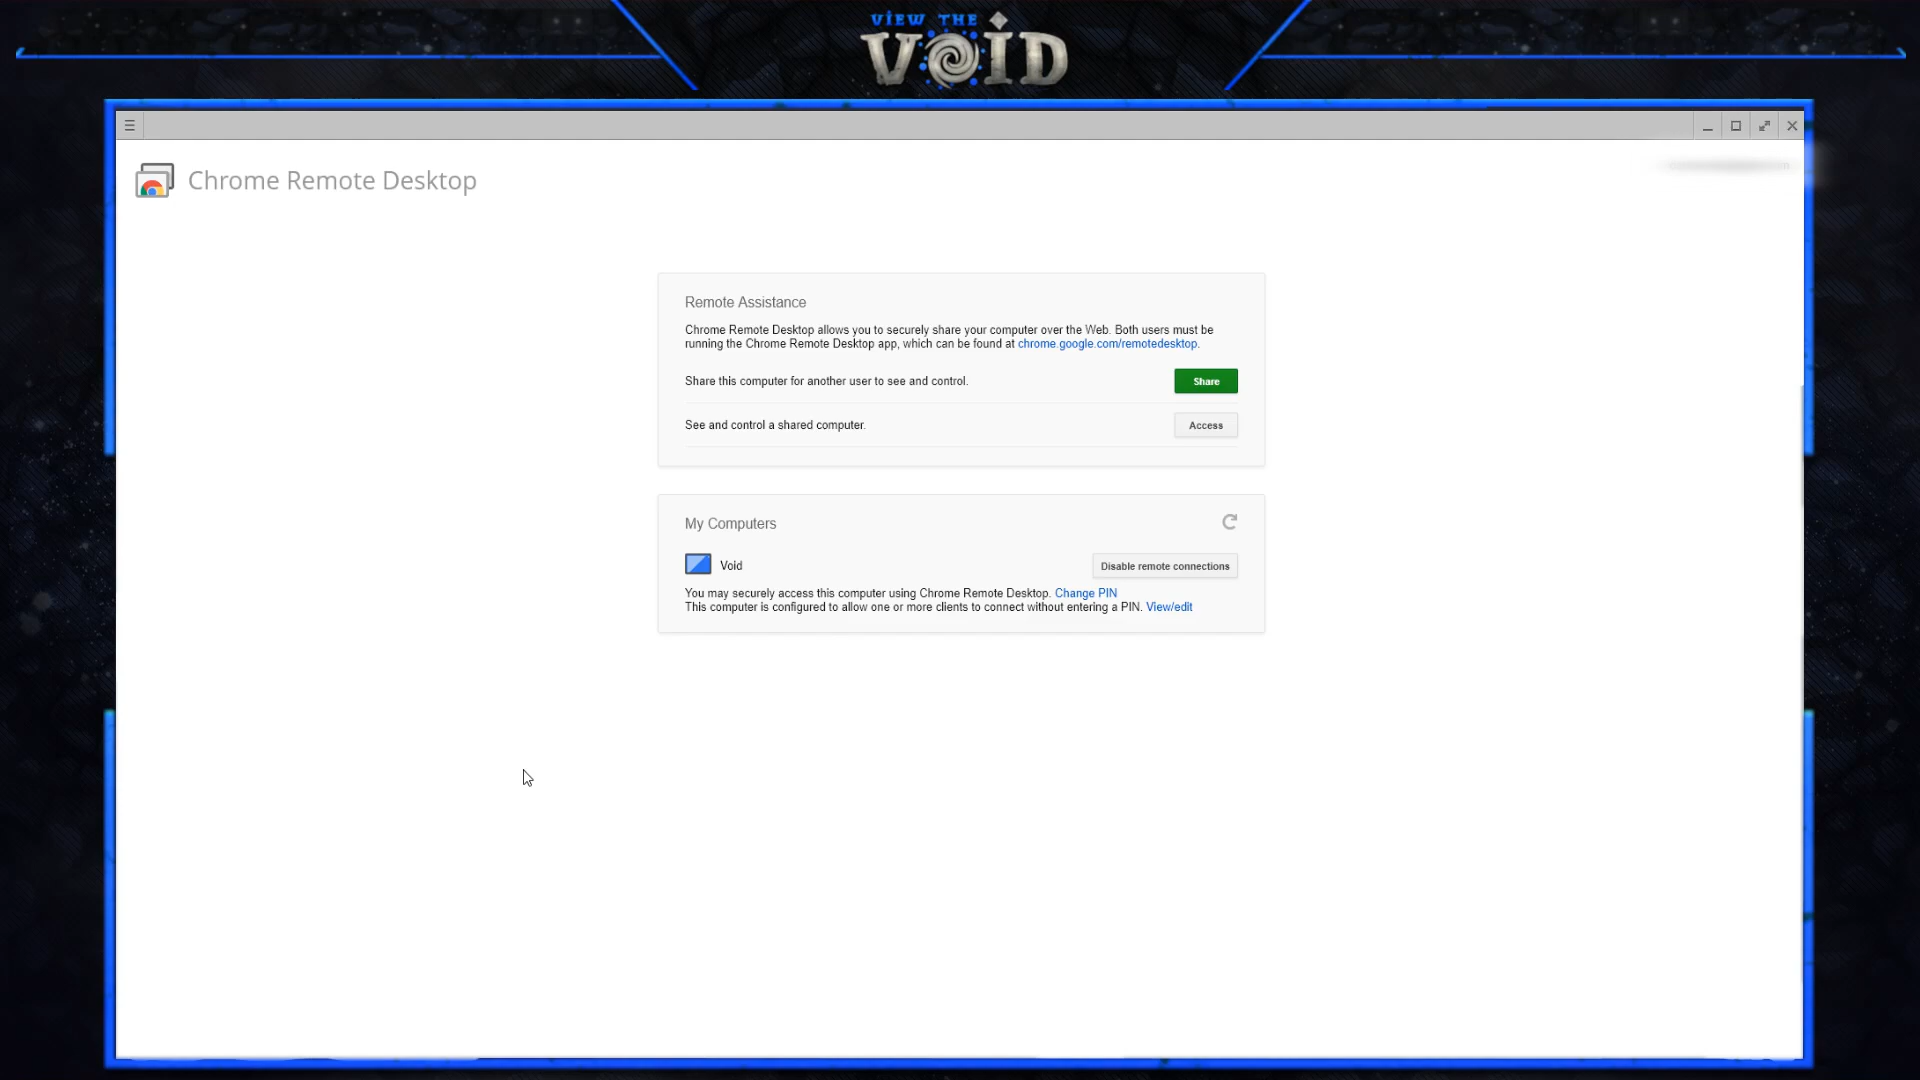 VIEW THE
VOID
Chrome Remote Desktop
Remote Assistance
Chrome Remote Desktop allows you to securely share your computer over the Web. Both users must be
running the Chrome Remote Desktop app, which can be found at chrome.google.com/remotedesktop.
Share this computer for another user to see and control.
Share
See and control a shared computer.
Access
My Computers
Void
Disable remote connections
You may securely access this computer using Chrome Remote Desktop. Change PIN
This computer is configured to allow one or more clients to connect without entering a PIN. View/edit